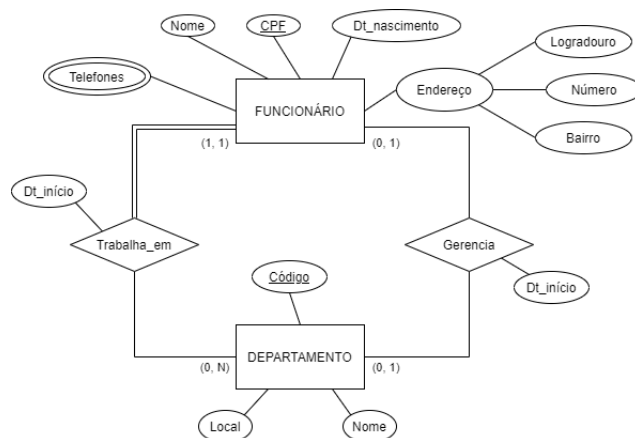 Nome
CPF
Dt_nascimento
Logradouro
Telefones
Endereço
Número
FUNCIONÁRIO
Bairro
(1, 1)
(0, 1)
Dt_início
Trabalha_em
Gerencia
Código
Dt_início
DEPARTAMENTO
(0, N)
(0, 1)
Local
Nome